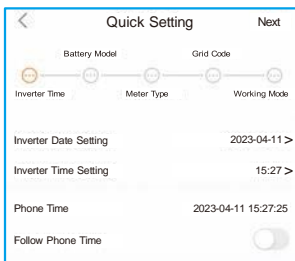 Quick Setting Next
Battery Model Grid Code
Inverter Time Meter Type Working Mode
Inverter Date Setting 2023-04-11 >
Inverter Time Setting 15:27 >
Phone Time 2023-04-11 15:27:25
Follow Phone Time